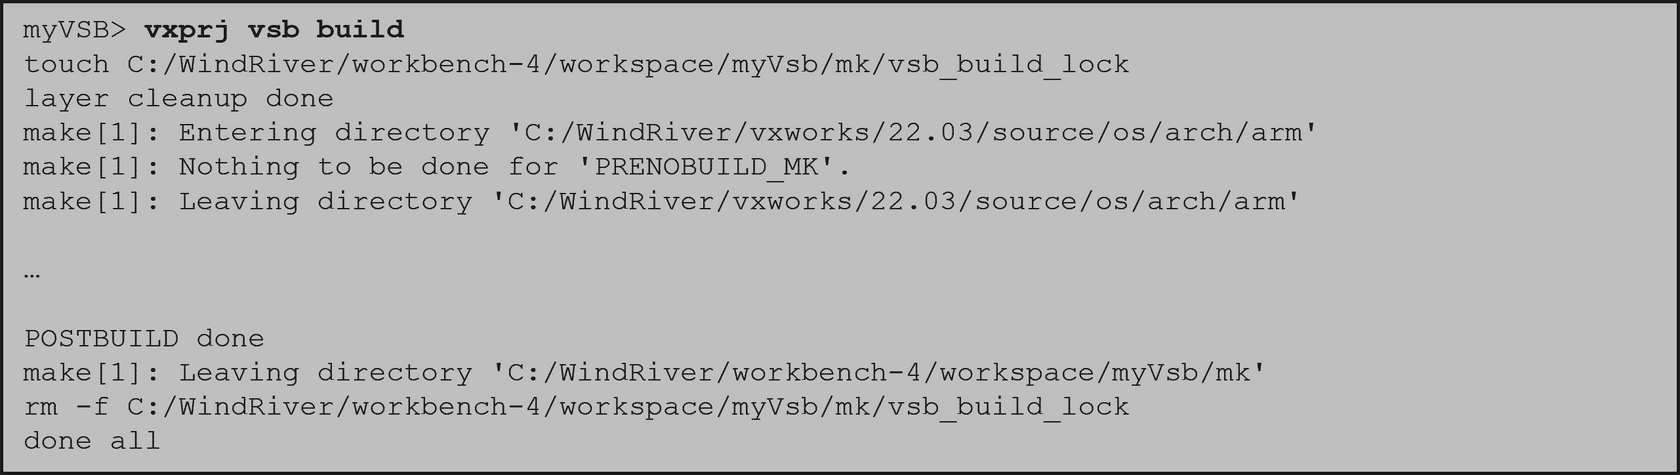 myVSB> vxprj vsb build
touch C:/WindRiver/workbench-4/workspace/myVsb/mk/vsb_build_lock
layer cleanup done
make[1]: Entering directory 'C:/WindRiver/vxworks/22.03/source/os/arch/arm'
make[1]: Nothing to be done for 'PRENOBUILD_MK'.
make[1]: Leaving directory 'C:/WindRiver/vxworks/22.03/source/os/arch/arm'
…
POSTBUILD done
make[1]: Leaving directory 'C:/WindRiver/workbench-4/workspace/myVsb/mk'
rm -f C:/WindRiver/workbench-4/workspace/myVsb/mk/vsb_build_lock
done all